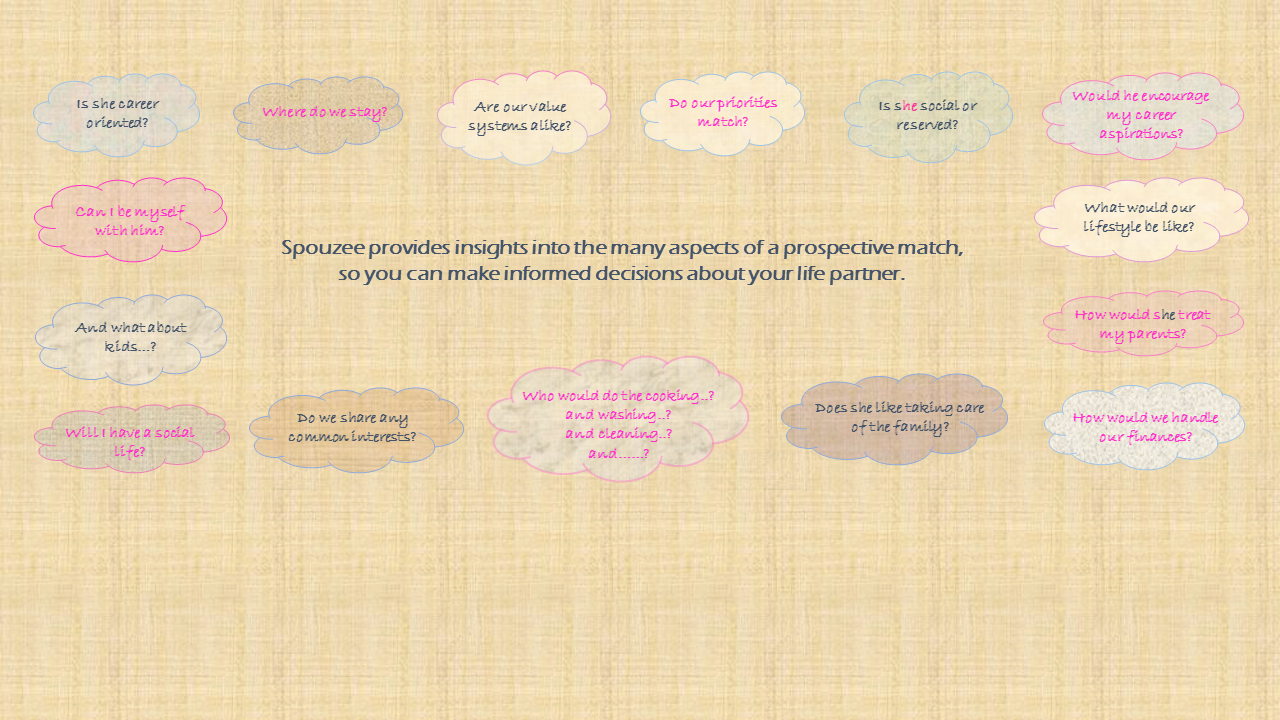 Is she career
oriented?
Where do we stay?
Are our value
systems alike?
Do our priorities
match?
Is she social or
reserved?
Would he encourage
my career
aspirations?
Can I be myself
with him?
What would our
lifestyle be like?
Spouzee provides insights into the many aspects of a prospective match,
so you can make informed decisions about your life partner.
And what about
kids...?
How would she treat
my parents?
Will I have a social
life?
Do we share any
common interests?
Who would do the cooking..?
and washing..?
and cleaning..?
and......?
Does she like taking care
of the family?
How would we handle
our finances?